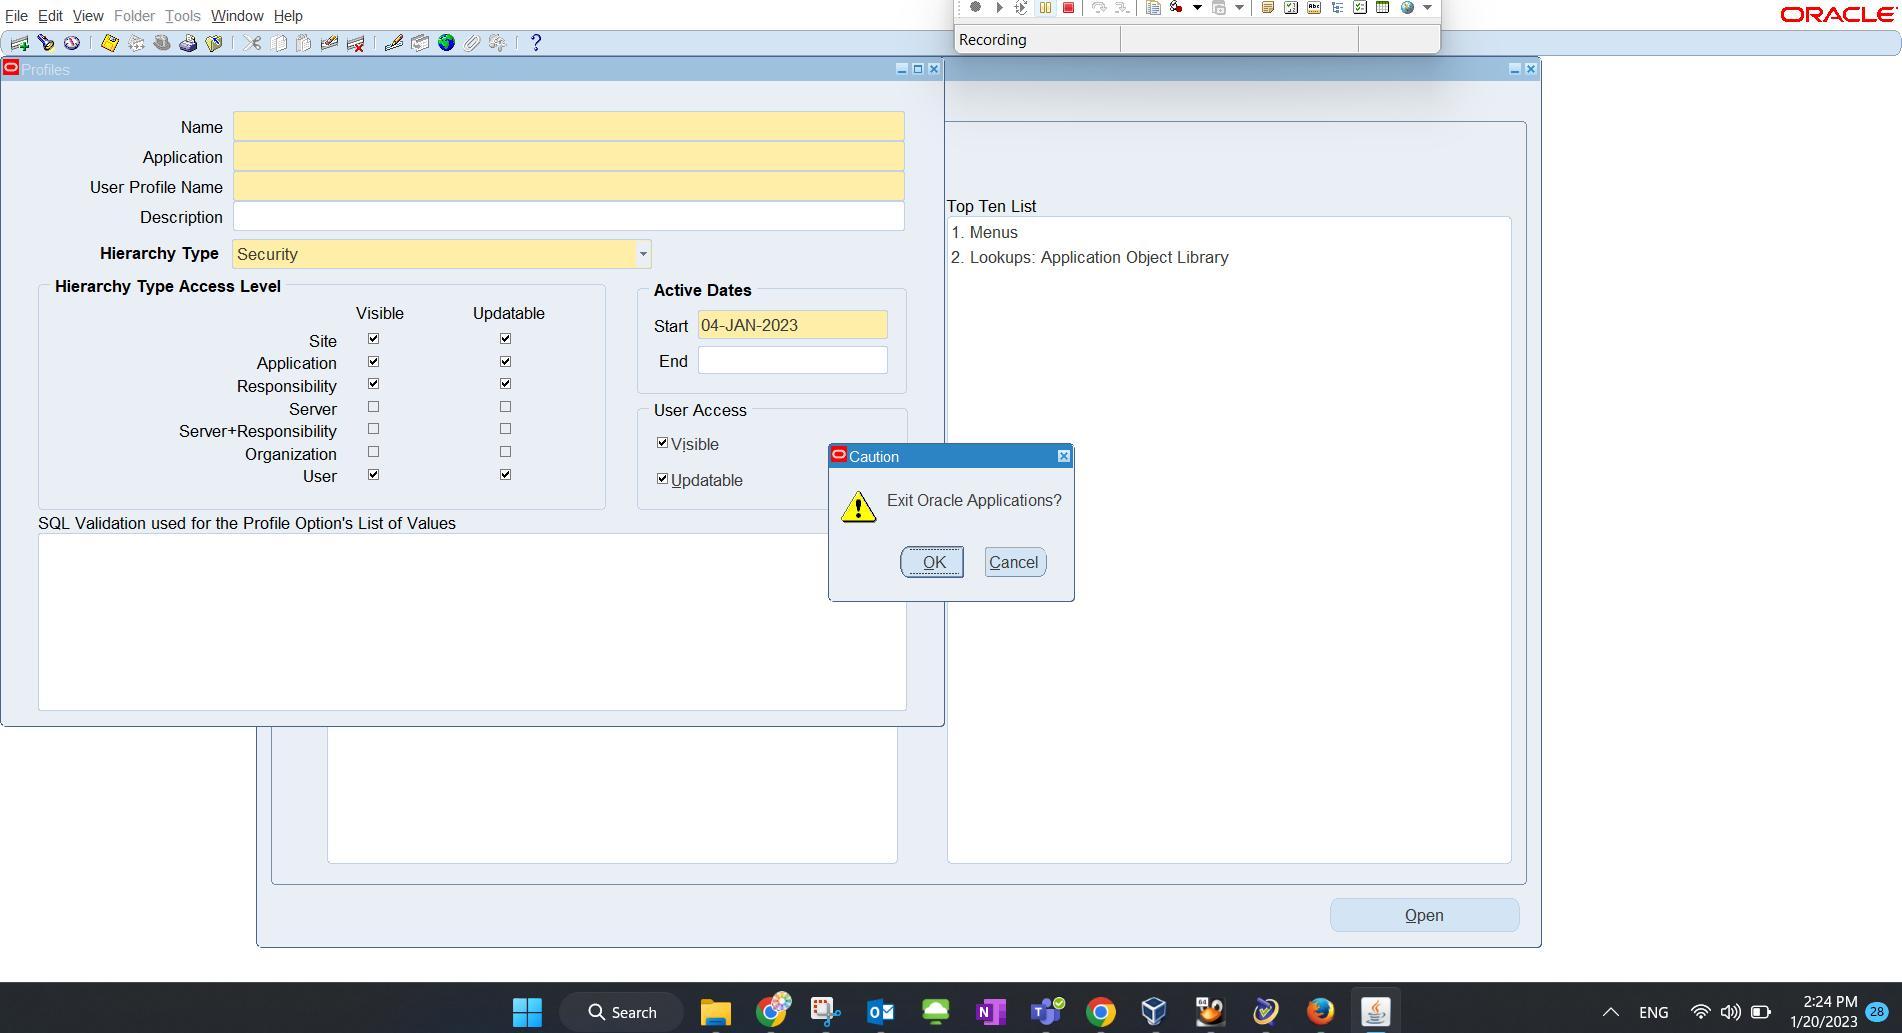 File Edit View Folder Tools Window Help
ORACLE
Recording
Profiles
Name
Application
User Profile Name
Description
Hierarchy Type Security
Hierarchy Type Access Level
Visible Updatable
Site
Application
Responsibility
Server
Server+Responsibility
Organization
User
Active Dates
Start 04-JAN-2023
End
User Access
Visible
Updatable
SQL Validation used for the Profile Option's List of Values
Top Ten List
1. Menus
2. Lookups: Application Object Library
Caution
Exit Oracle Applications?
OK Cancel
Open
Search
ENG
2:24 PM
1/20/2023
28